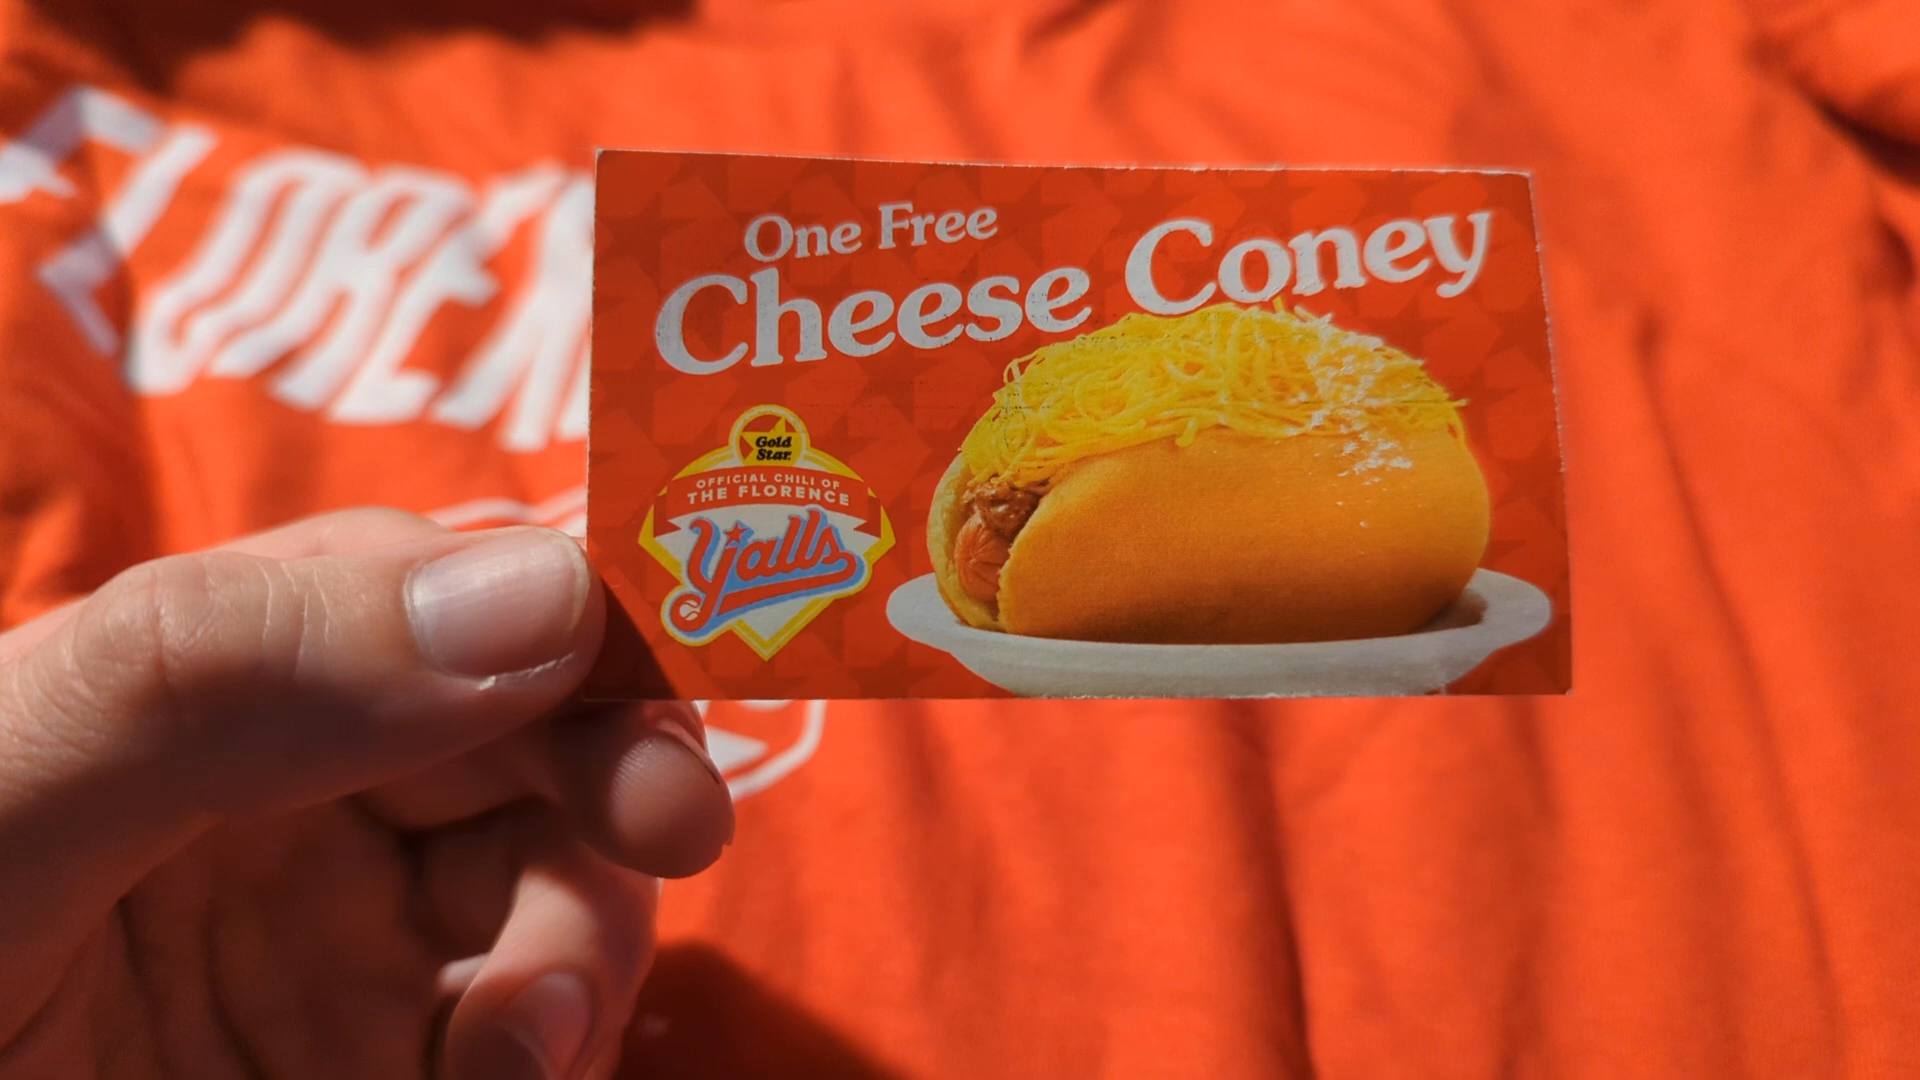 One Free
Cheese Coney
Gold
Star
OFFICIAL CHILI OF
THE FLORENCE
Y'alls